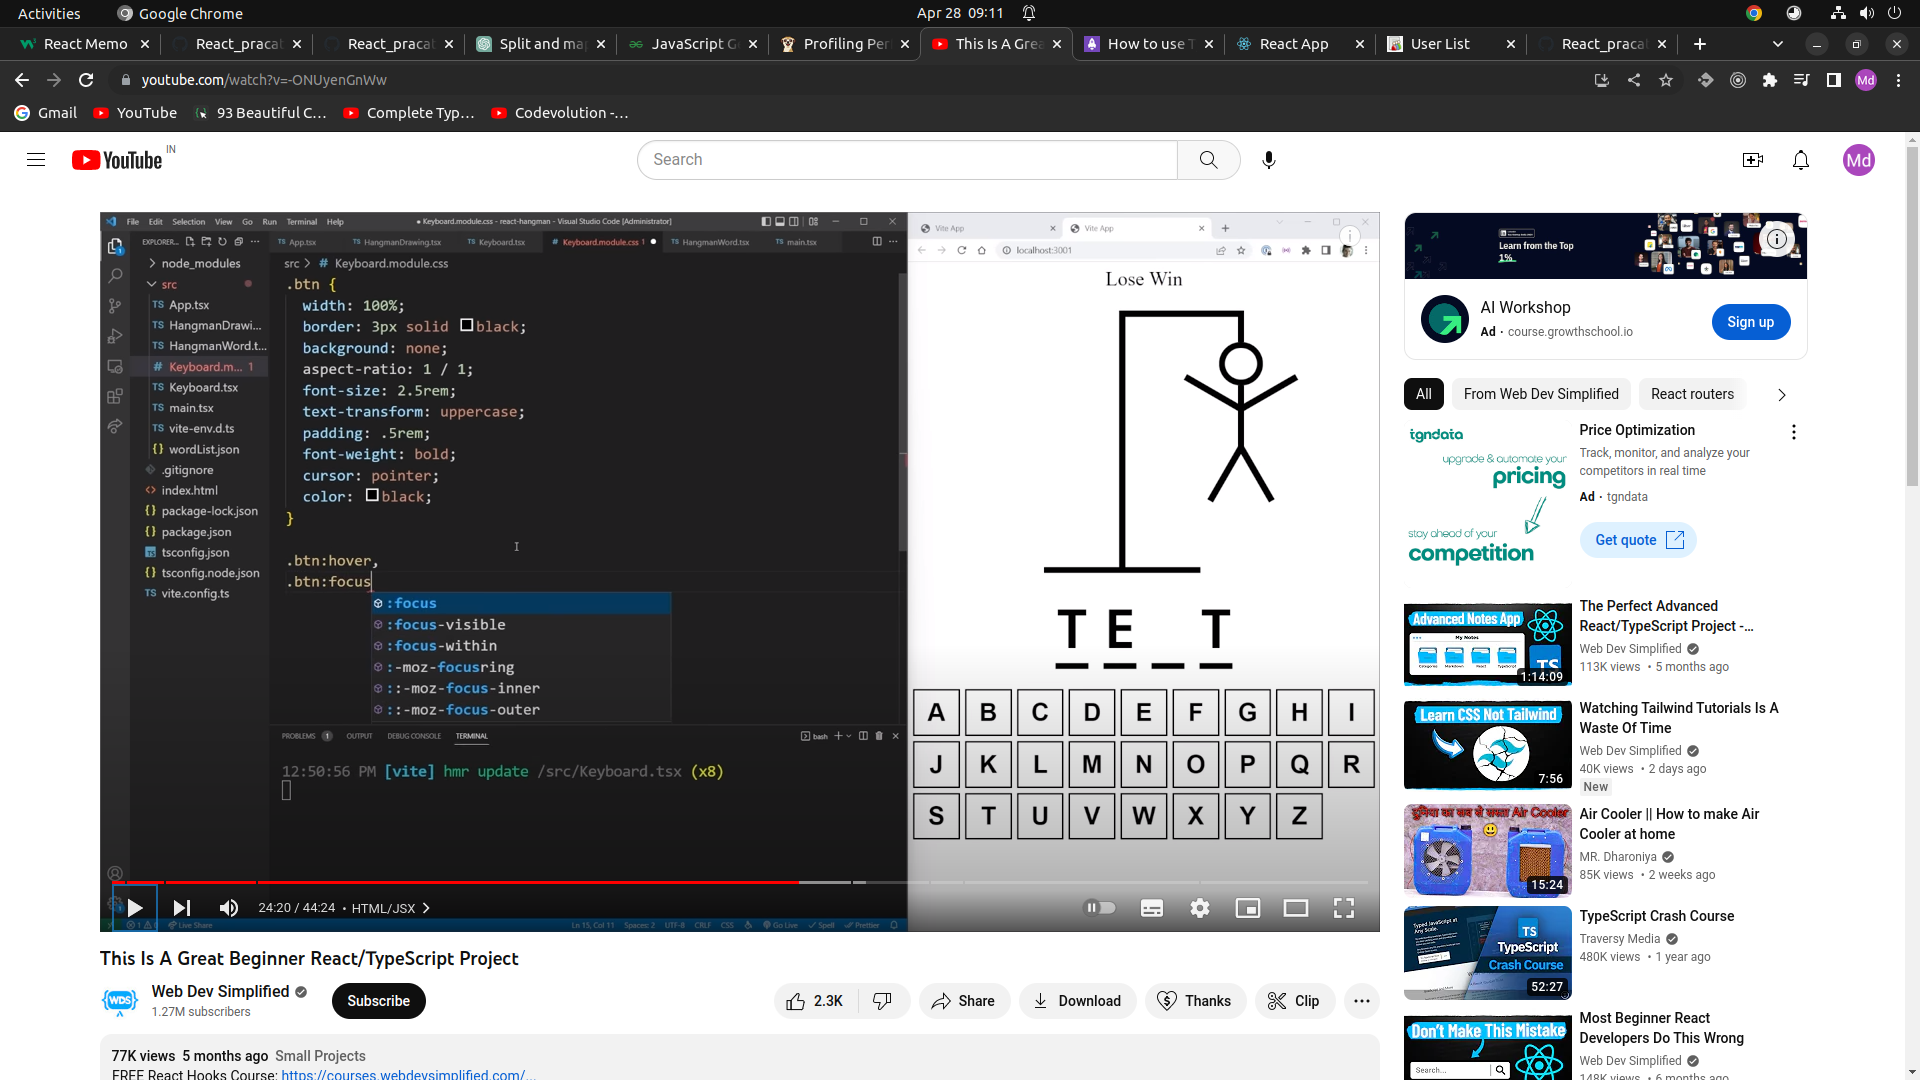 Activities
Google Chrome
Apr 28 09:11
React Memo
React_pracat
React_pracat
Split and ma
JavaScript G
Profiling Per
This Is A Grea
How to use T
React App
User List
React_pracat
youtube.com/watch?v=-ONUyenGnWw
Md
Gmail
YouTube
93 Beautiful C...
Complete Typ...
Codevolution -...
YouTube IN
Search
Md
File Edit Selection View Go Run Terminal Help
● Keyboard.module.css - react-hangman - Visual Studio Code [Administrator]
EXPLORER...
App.tsx
HangmanDrawing.tsx
Keyboard.tsx
# Keyboard.module.css 1
HangmanWord.tsx
main.tsx
node_modules
src
App.tsx
HangmanDrawi...
HangmanWord.t...
Keyboard.m... 1
Keyboard.tsx
main.tsx
vite-env.d.ts
wordList.json
.gitignore
index.html
package-lock.json
package.json
tsconfig.json
tsconfig.node.json
vite.config.ts
src > # Keyboard.module.css
.btn {
width: 100%;
border: 3px solid black;
background: none;
aspect-ratio: 1 / 1;
font-size: 2.5rem;
text-transform: uppercase;
padding: .5rem;
font-weight: bold;
cursor: pointer;
color: black;
}
.btn:hover,
.btn:focus
:focus
:focus-visible
:focus-within
:-moz-focusring
::-moz-focus-inner
::-moz-focus-outer
PROBLEMS 1 OUTPUT DEBUG CONSOLE TERMINAL
bash
12:50:56 PM [vite] hmr update /src/Keyboard.tsx (x8)
Ln 15, Col 11 Spaces: 2 UTF-8 CRLF CSS Go Live Spell Prettier
Live Share
Vite App
Vite App
localhost:3001
Lose Win
T E T
A B C D E F G H I
J K L M N O P Q R
S T U V W X Y Z
24:20 / 44:24 • HTML/JSX >
This Is A Great Beginner React/TypeScript Project
WDS
Web Dev Simplified
1.27M subscribers
Subscribe
2.3K
Share
Download
Thanks
Clip
77K views 5 months ago Small Projects
FREE React Hooks Course: https://courses.webdevsimplified.com/...
Learn from the Top
1%
AI Workshop
Ad · course.growthschool.io
Sign up
All
From Web Dev Simplified
React routers
tgndata
upgrade & automate your
pricing
stay ahead of your
competition
Price Optimization
Track, monitor, and analyze your
competitors in real time
Ad · tgndata
Get quote
Advanced Notes App
My Notes
TS
1:14:09
The Perfect Advanced
React/TypeScript Project -...
Web Dev Simplified
113K views • 5 months ago
Learn CSS Not Tailwind
7:56
Watching Tailwind Tutorials Is A
Waste Of Time
Web Dev Simplified
40K views • 2 days ago
New
दुनिया का सब से सस्ता Air Cooler
15:24
Air Cooler || How to make Air
Cooler at home
MR. Dharoniya
85K views • 2 weeks ago
TS
TypeScript
Crash Course
52:27
TypeScript Crash Course
Traversy Media
480K views • 1 year ago
Don't Make This Mistake
Search...
Most Beginner React
Developers Do This Wrong
Web Dev Simplified
148K views • 6 months ago